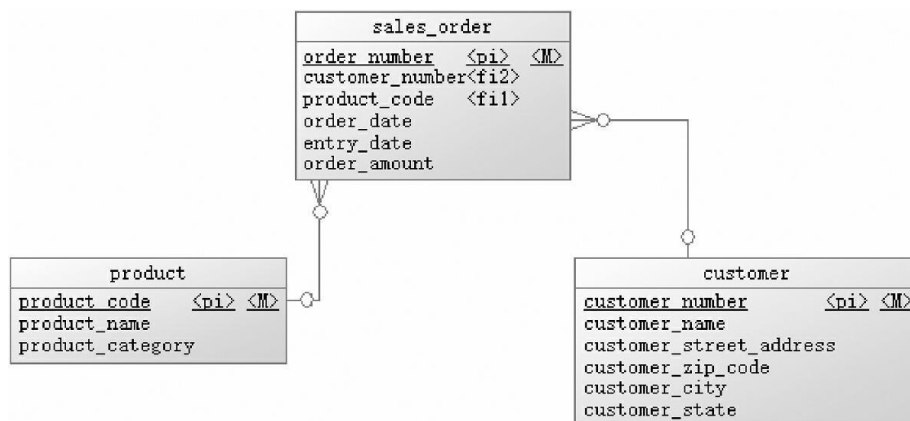 sales_order
order_number <pi> <M>
customer_number<fi2>
product_code <fi1>
order_date
entry_date
order_amount
product
product_code <pi> <M>
product_name
product_category
customer
customer_number <pi> <M>
customer_name
customer_street_address
customer_zip_code
customer_city
customer_state